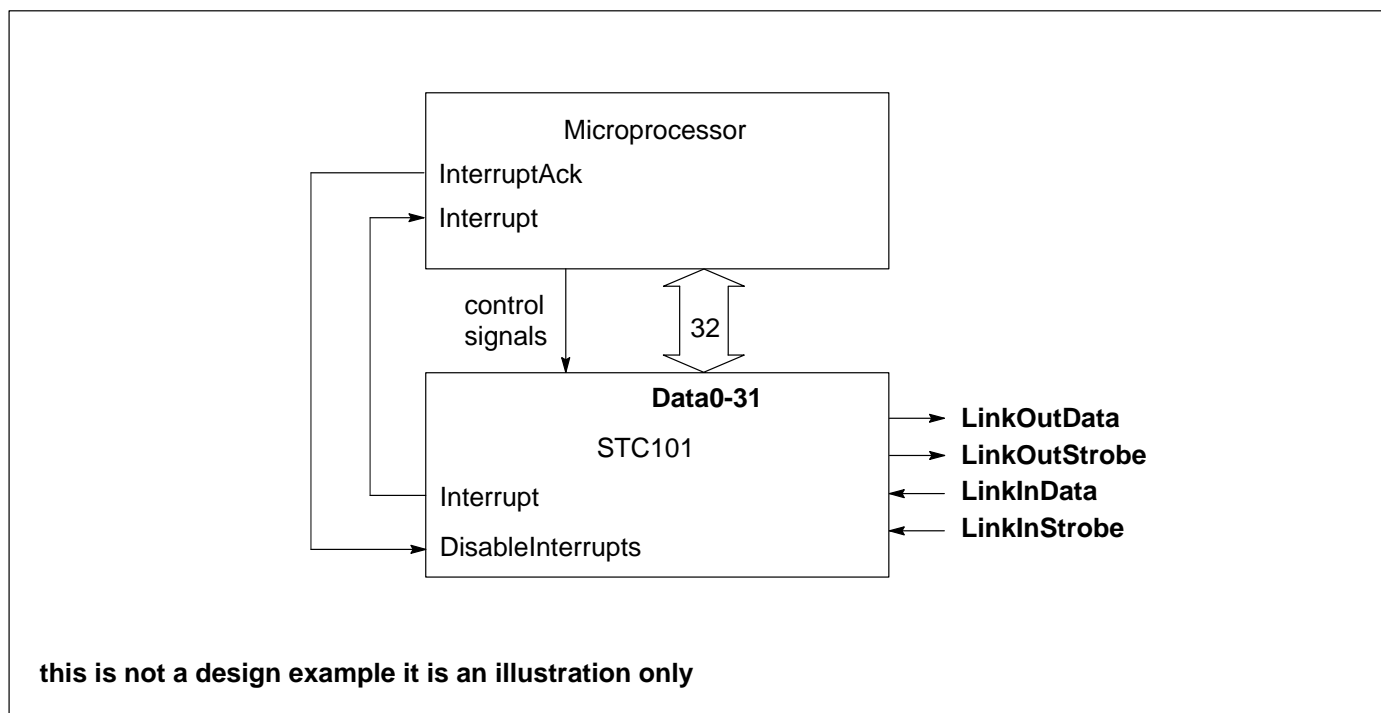 Microprocessor
InterruptAck
Interrupt
control
signals
32
Data0-31
STC101
Interrupt
DisableInterrupts
LinkOutData
LinkOutStrobe
LinkInData
LinkInStrobe
this is not a design example it is an illustration only